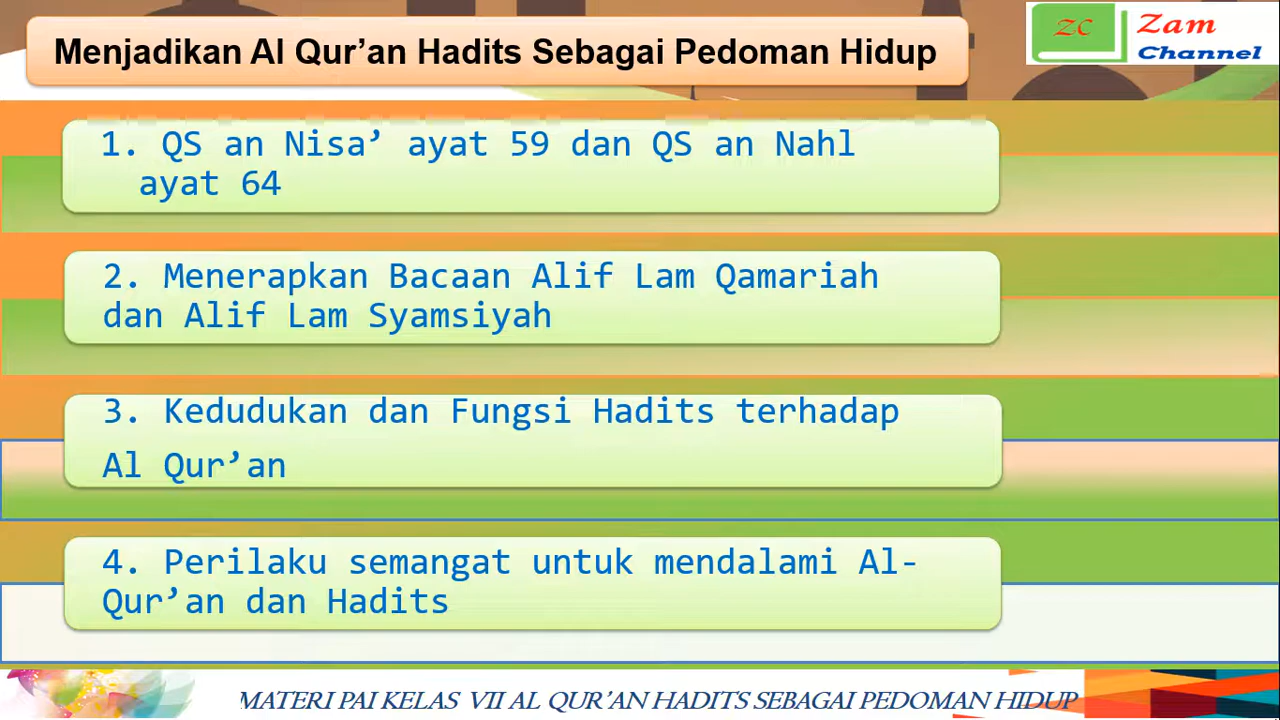 Menjadikan Al Qur’an Hadits Sebagai Pedoman Hidup
ZC
Zam
Channel
1. QS an Nisa’ ayat 59 dan QS an Nahl
ayat 64
2. Menerapkan Bacaan Alif Lam Qamariah
dan Alif Lam Syamsiyah
3. Kedudukan dan Fungsi Hadits terhadap
Al Qur’an
4. Perilaku semangat untuk mendalami Al-
Qur’an dan Hadits
MATERI PAI KELAS VII AL QUR’AN HADITS SEBAGAI PEDOMAN HIDUP